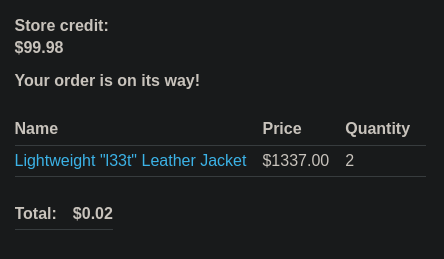 Store credit:
$99.98
Your order is on its way!
Name Price Quantity
Lightweight "l33t" Leather Jacket $1337.00 2
Total: $0.02